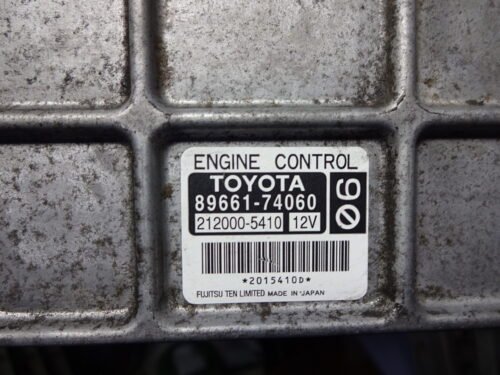 ENGINE CONTROL
TOYOTA
89661-74060
212000-5410 12V
06
*2015410D*
FUJITSU TEN LIMITED MADE IN JAPAN